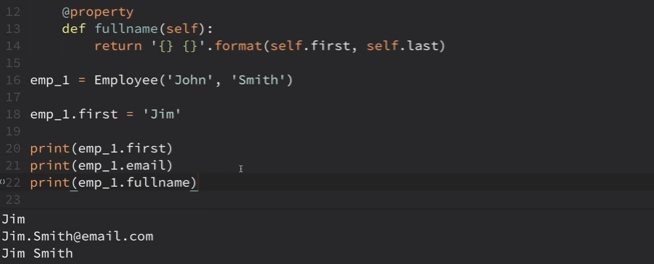 12 @property
13 def fullname(self):
14 return '{} {}'.format(self.first, self.last)
15
16 emp_1 = Employee('John', 'Smith')
17
18 emp_1.first = 'Jim'
19
20 print(emp_1.first)
21 print(emp_1.email)
22 print(emp_1.fullname)
23
Jim
Jim.Smith@email.com
Jim Smith